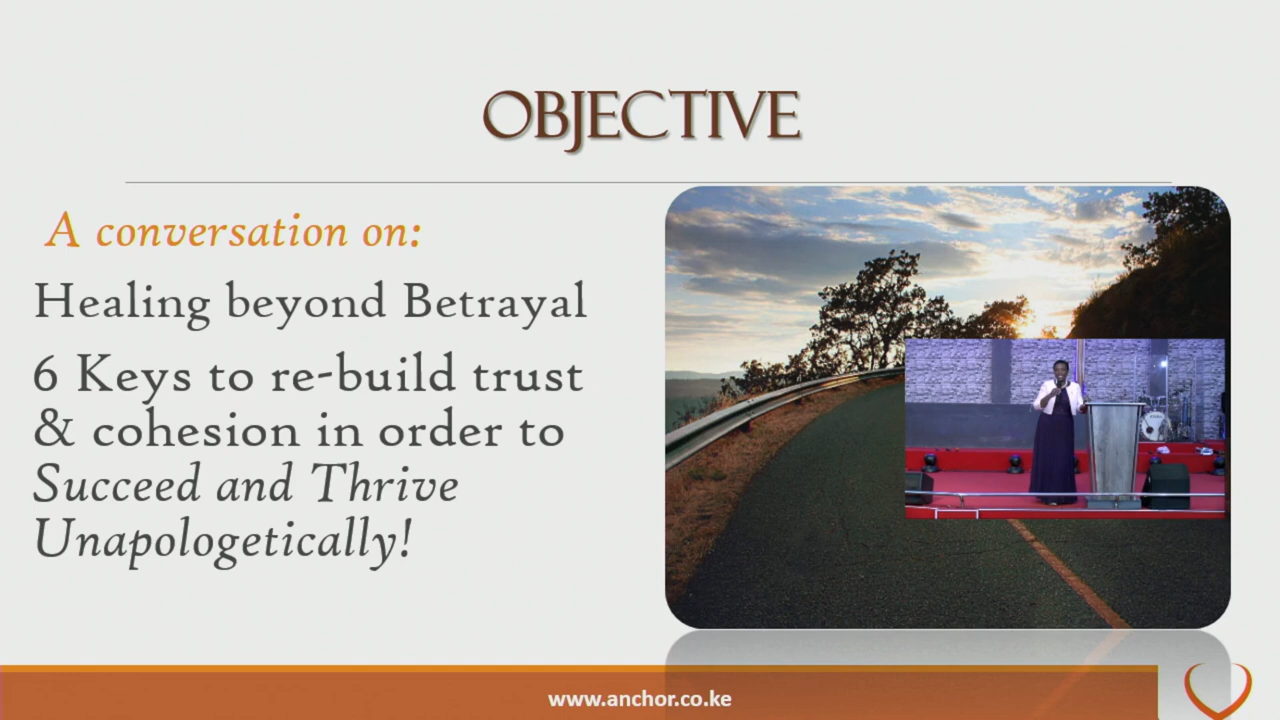 OBJECTIVE
A conversation on:
Healing beyond Betrayal
6 Keys to re-build trust
& cohesion in order to
Succeed and Thrive
Unapologetically!
www.anchor.co.ke